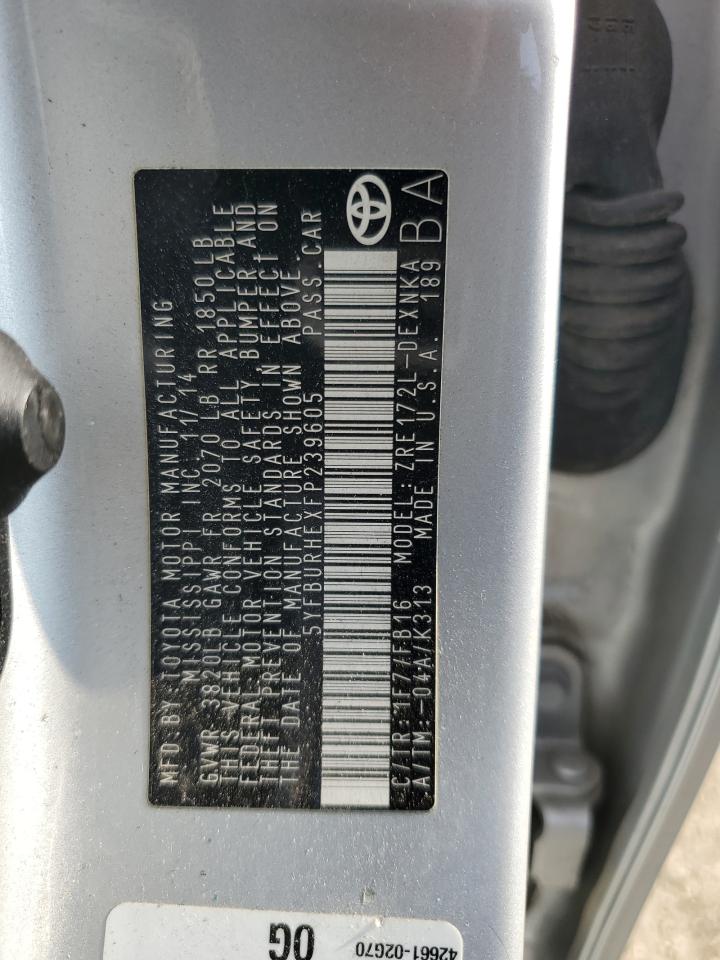 MFD. BY: TOYOTA MOTOR MANUFACTURING
MISSISSIPPI INC. 11/14
GVWR 3820LB GAWR FR 2070 LB RR 1850LB
THIS VEHICLE CONFORMS TO ALL APPLICABLE
FEDERAL MOTOR VEHICLE SAFETY, BUMPER AND
THEFT PREVENTION STANDARDS IN EFFECT ON
THE DATE OF MANUFACTURE SHOWN ABOVE.
5YFBURHEXFP239605 PASS. CAR
C/TR: 1F7/FB16 MODEL: ZRE172L-DEXNKA
A/TM: -04A/K313 MADE IN U.S.A. 189
BA
0G
42661-02G70